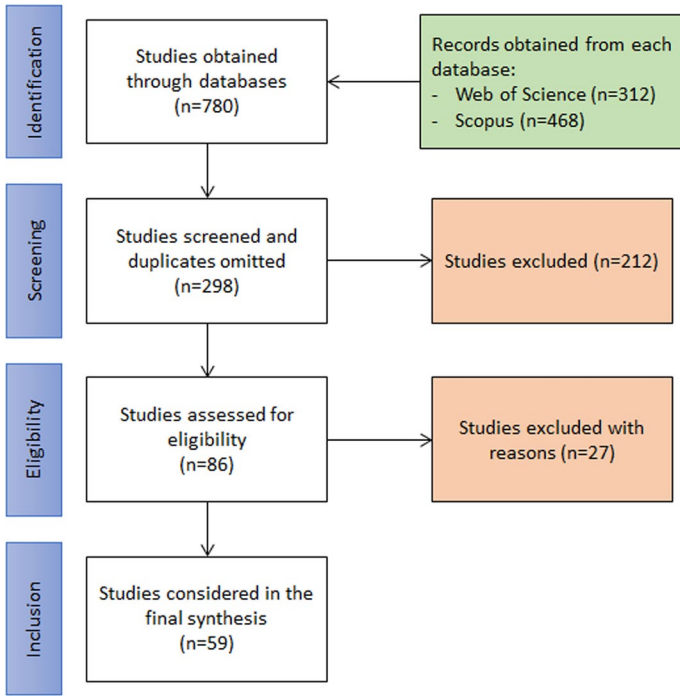 Identification
Studies obtained
through databases
(n=780)
Records obtained from each
database:
- Web of Science (n=312)
- Scopus (n=468)
Screening
Studies screened and
duplicates omitted
(n=298)
Studies excluded (n=212)
Eligibility
Studies assessed for
eligibility
(n=86)
Studies excluded with
reasons (n=27)
Inclusion
Studies considered in the
final synthesis
(n=59)